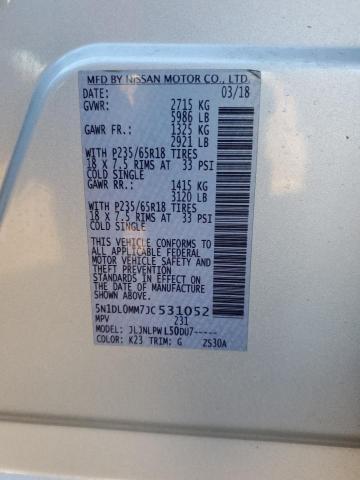 MFD BY NISSAN MOTOR CO., LTD.
DATE: 03/18
GVWR: 2715 KG
5986 LB
GAWR FR.: 1325 KG
2921 LB
WITH P235/65R18 TIRES
18 X 7.5 RIMS AT 33 PSI
COLD SINGLE
GAWR RR.: 1415 KG
3120 LB
WITH P235/65R18 TIRES
18 X 7.5 RIMS AT 33 PSI
COLD SINGLE
THIS VEHICLE CONFORMS TO
ALL APPLICABLE FEDERAL
MOTOR VEHICLE SAFETY AND
THEFT PREVENTION
STANDARDS IN EFFECT ON
THE DATE OF MANUFACTURE
SHOWN ABOVE.
5N1DL0MM7JC531052
MPV 231
MODEL: JLJNLPWL50DU7-----
COLOR: K23 TRIM: G ZS30A